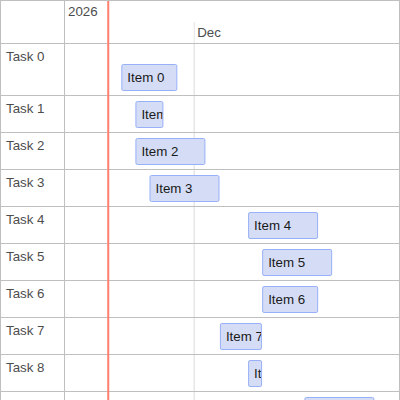 2026
Dec
Task 0
Item 0
Task 1
Task 2
Item 2
Task 3
Item 3
Task 4
Item 4
Task 5
Item 5
Task 6
Item 6
Task 7
Item 7
Task 8